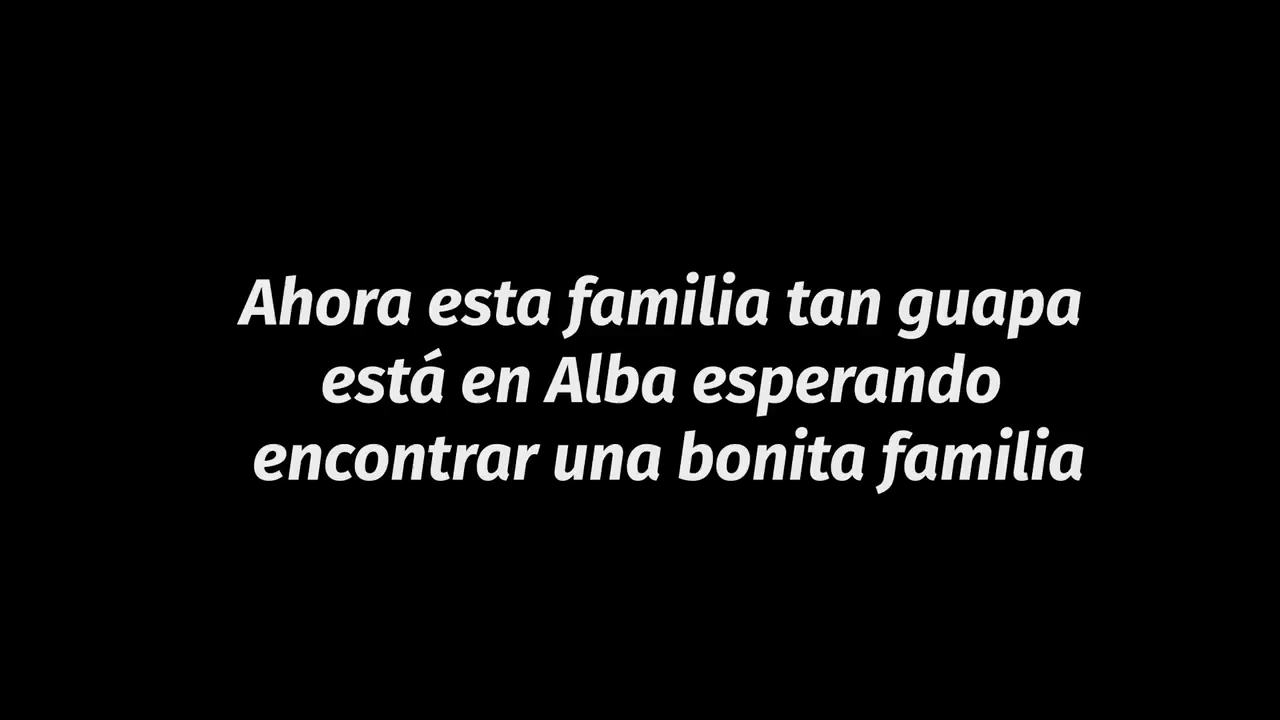 Ahora esta familia tan guapa
está en Alba esperando
encontrar una bonita familia